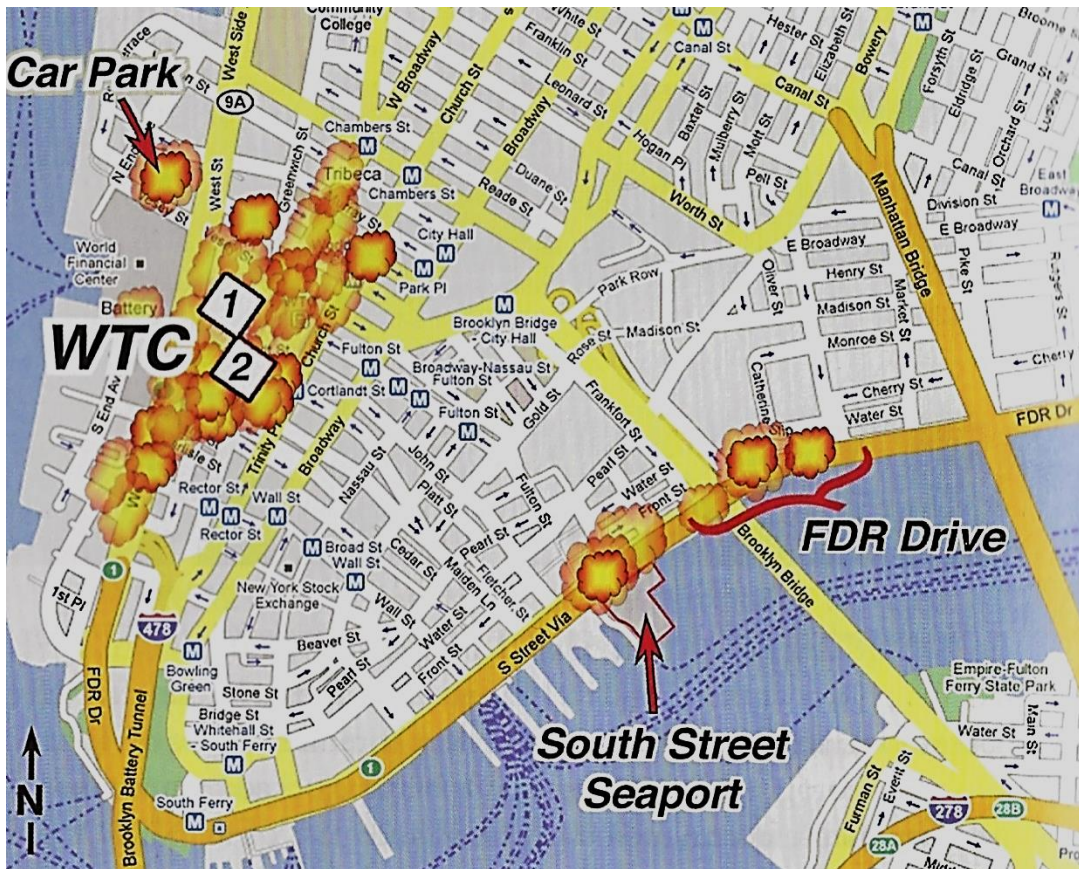 Community
College
West Side
9A
Car Park
W Broadway
Church St
Broadway
White St
Franklin St
Leonard St
Canal St
Canal St
Hester St
Elizabeth St
Bowery
Forsyth St
Eldridge St
Grand St
Broome
S Orchard St
Canal St
East
Broadway
Division St
E Broadway
Henry St
Madison St
Market St
Monroe St
Pike St
Rutgers St
Cherry
Cherry St
Water St
Catherine
Slip
Oliver St
Manhattan Bridge
FDR Dr
Baxter St
Mulberry St
Mott St
Pell St
Hogan Pl
Worth St
Duane St
Reade St
Chambers St
Tribeca
Chambers St
Greenwich St
West St
N End
City Hall
Park Pl
Park Row
Madison St
Rose St
Brooklyn Bridge
- City Hall
World
Financial
Center
Battery
WTC
1
2
Church St
Fulton St
Cortlandt St
Broadway-Nassau St
Fulton St
Fulton St
Gold St
Frankfort St
Pearl St
Water St
Front St
S End Av
Trinity Pl
Broadway
Nassau St
John St
Platt St
Fulton St
Rector St
Wall St
Rector St
Broad St
Wall St
Cedar St
Pearl St
Maiden Ln
Fletcher St
New York Stock
Exchange
Wall St
Water St
Front St
Beaver St
Pearl St
S Street Via
1st Pl
1
478
Bowling
Green
Stone St
Bridge St
Whitehall St
- South Ferry
South Ferry
1
FDR Dr
Brooklyn Battery Tunnel
N
FDR Drive
Brooklyn Bridge
South Street
Seaport
Empire-Fulton
Ferry State Park
Water St
Main St
Furman St
278
28B
28A